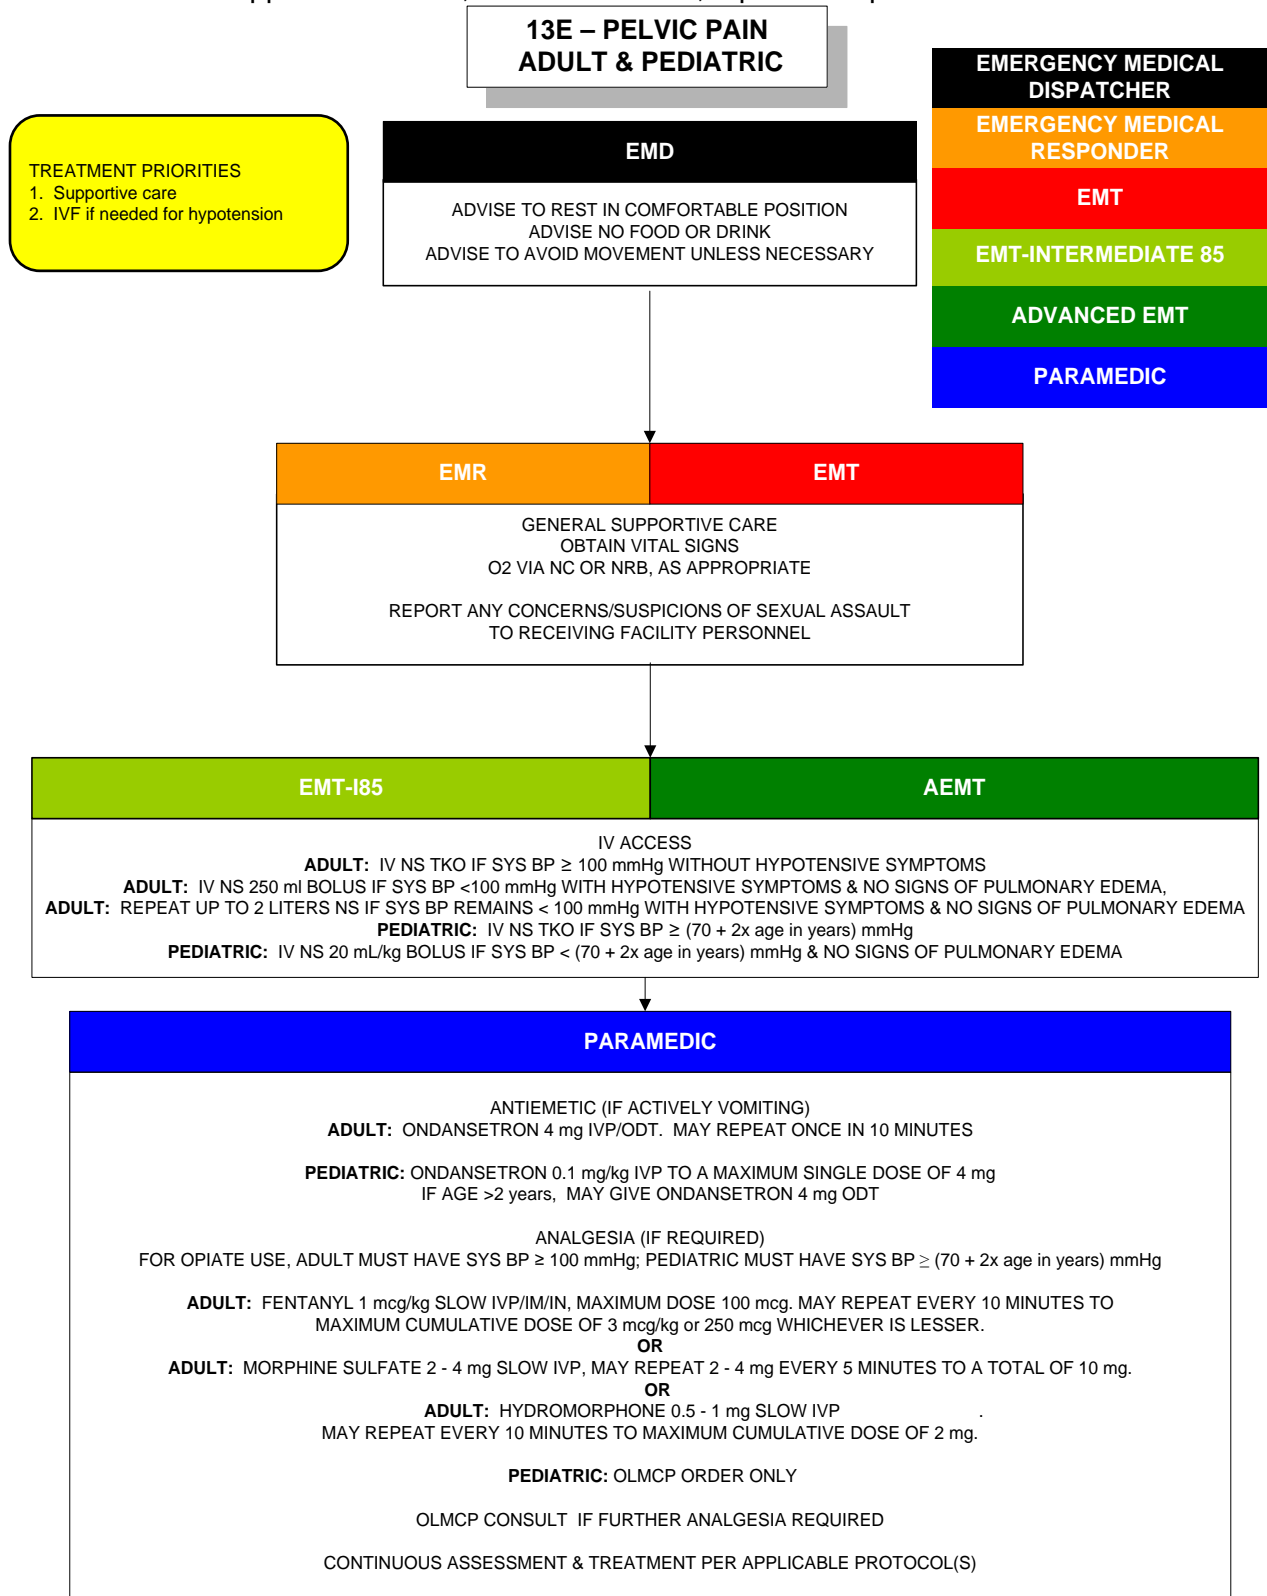 13E – PELVIC PAIN
ADULT & PEDIATRIC
EMERGENCY MEDICAL
DISPATCHER
EMERGENCY MEDICAL
RESPONDER
EMT
EMT-INTERMEDIATE 85
ADVANCED EMT
PARAMEDIC
TREATMENT PRIORITIES
1. Supportive care
2. IVF if needed for hypotension
EMD
ADVISE TO REST IN COMFORTABLE POSITION
ADVISE NO FOOD OR DRINK
ADVISE TO AVOID MOVEMENT UNLESS NECESSARY
EMR
EMT
GENERAL SUPPORTIVE CARE
OBTAIN VITAL SIGNS
O2 VIA NC OR NRB, AS APPROPRIATE
REPORT ANY CONCERNS/SUSPICIONS OF SEXUAL ASSAULT
TO RECEIVING FACILITY PERSONNEL
EMT-I85
AEMT
IV ACCESS
ADULT: IV NS TKO IF SYS BP ≥ 100 mmHg WITHOUT HYPOTENSIVE SYMPTOMS
ADULT: IV NS 250 ml BOLUS IF SYS BP <100 mmHg WITH HYPOTENSIVE SYMPTOMS & NO SIGNS OF PULMONARY EDEMA,
ADULT: REPEAT UP TO 2 LITERS NS IF SYS BP REMAINS < 100 mmHg WITH HYPOTENSIVE SYMPTOMS & NO SIGNS OF PULMONARY EDEMA
PEDIATRIC: IV NS TKO IF SYS BP ≥ (70 + 2x age in years) mmHg
PEDIATRIC: IV NS 20 mL/kg BOLUS IF SYS BP < (70 + 2x age in years) mmHg & NO SIGNS OF PULMONARY EDEMA
PARAMEDIC
ANTIEMETIC (IF ACTIVELY VOMITING)
ADULT: ONDANSETRON 4 mg IVP/ODT. MAY REPEAT ONCE IN 10 MINUTES
PEDIATRIC: ONDANSETRON 0.1 mg/kg IVP TO A MAXIMUM SINGLE DOSE OF 4 mg
IF AGE >2 years, MAY GIVE ONDANSETRON 4 mg ODT
ANALGESIA (IF REQUIRED)
FOR OPIATE USE, ADULT MUST HAVE SYS BP ≥ 100 mmHg; PEDIATRIC MUST HAVE SYS BP ≥ (70 + 2x age in years) mmHg
ADULT: FENTANYL 1 mcg/kg SLOW IVP/IM/IN, MAXIMUM DOSE 100 mcg. MAY REPEAT EVERY 10 MINUTES TO
MAXIMUM CUMULATIVE DOSE OF 3 mcg/kg or 250 mcg WHICHEVER IS LESSER.
OR
ADULT: MORPHINE SULFATE 2 - 4 mg SLOW IVP, MAY REPEAT 2 - 4 mg EVERY 5 MINUTES TO A TOTAL OF 10 mg.
OR
ADULT: HYDROMORPHONE 0.5 - 1 mg SLOW IVP .
MAY REPEAT EVERY 10 MINUTES TO MAXIMUM CUMULATIVE DOSE OF 2 mg.
PEDIATRIC: OLMCP ORDER ONLY
OLMCP CONSULT IF FURTHER ANALGESIA REQUIRED
CONTINUOUS ASSESSMENT & TREATMENT PER APPLICABLE PROTOCOL(S)